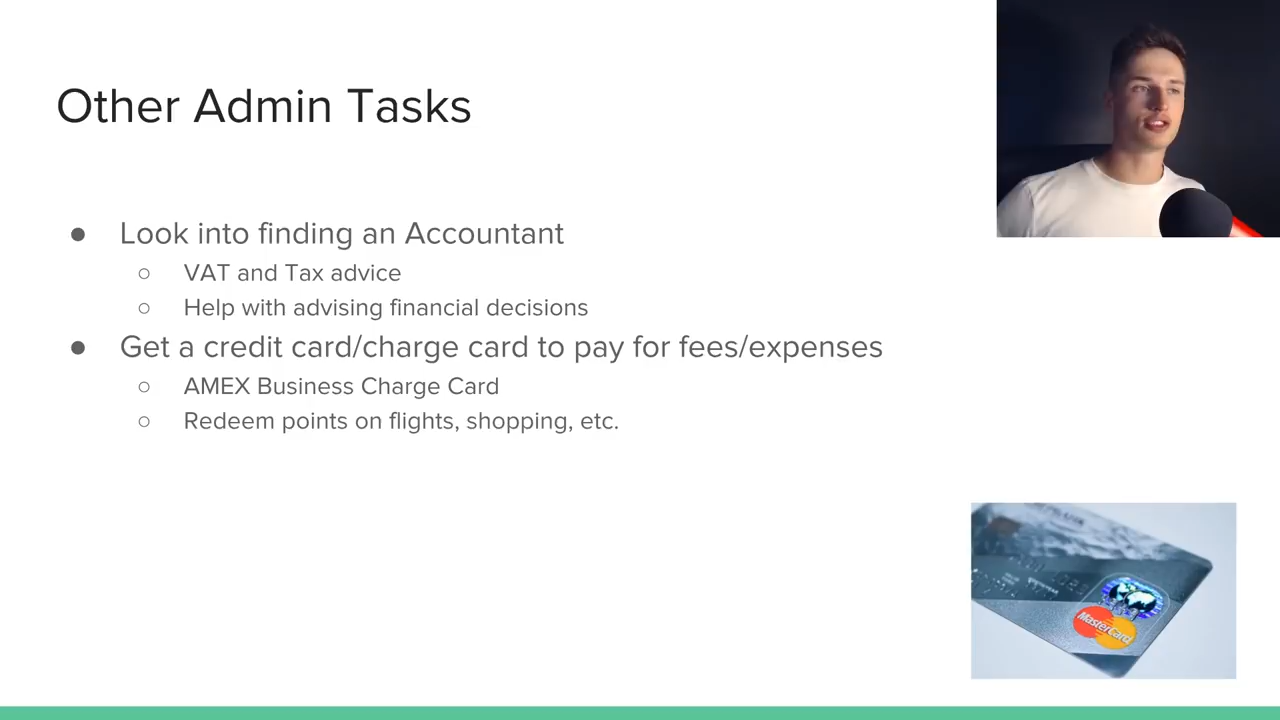 Other Admin Tasks
● Look into finding an Accountant
○ VAT and Tax advice
○ Help with advising financial decisions
● Get a credit card/charge card to pay for fees/expenses
○ AMEX Business Charge Card
○ Redeem points on flights, shopping, etc.
MasterCard